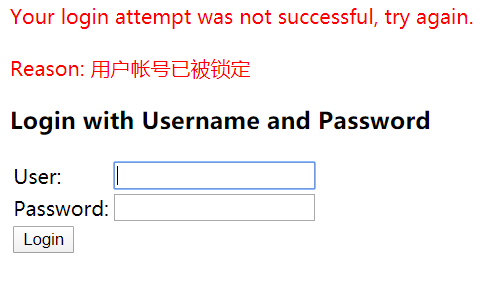 Your login attempt was not successful, try again.
Reason: 用户帐号已被锁定
Login with Username and Password
User:
Password:
Login